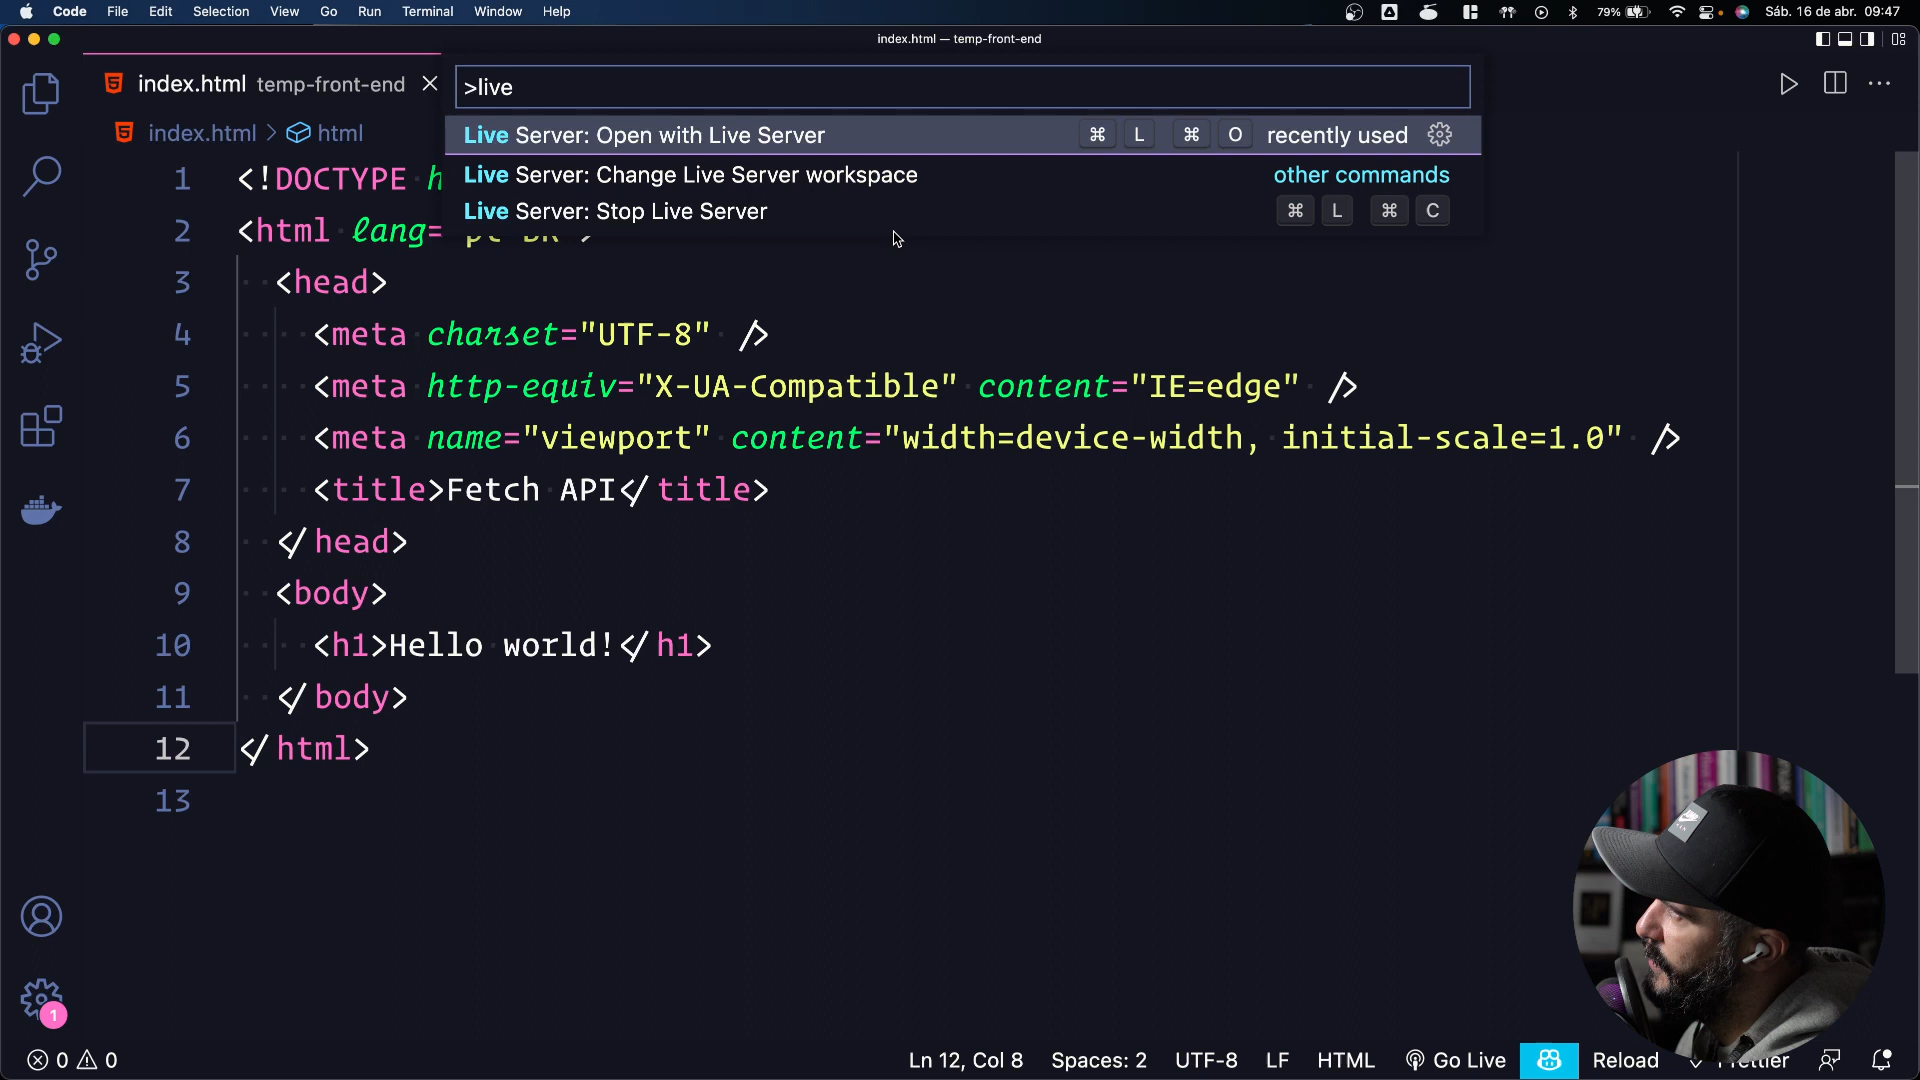 Code File Edit Selection View Go Run Terminal Window Help 79% Sáb. 16 de abr. 09:47
index.html — temp-front-end
index.html temp-front-end
>live
Live Server: Open with Live Server ⌘ L ⌘ O recently used
Live Server: Change Live Server workspace other commands
Live Server: Stop Live Server ⌘ L ⌘ C
index.html > html
1 <!DOCTYPE h
2 <html lang=
3 <head>
4 <meta charset="UTF-8" />
5 <meta http-equiv="X-UA-Compatible" content="IE=edge" />
6 <meta name="viewport" content="width=device-width, initial-scale=1.0" />
7 <title>Fetch API</title>
8 </head>
9 <body>
10 <h1>Hello world!</h1>
11 </body>
12 </html>
13
1
0 0 Ln 12, Col 8 Spaces: 2 UTF-8 LF HTML Go Live Reload Prettier